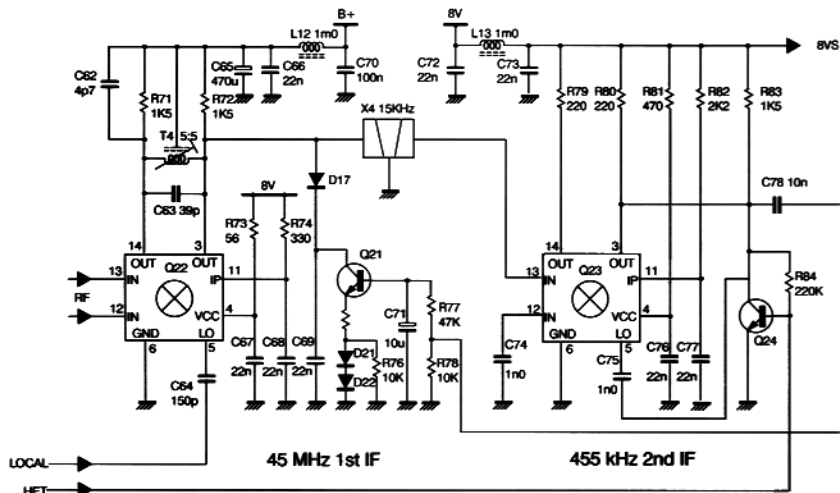 B+
L12 1m0
8V
L13 1m0
8VS
C62
4p7
C65
470u
C66
22n
C70
100n
C72
22n
C73
22n
R79
220
R80
220
R81
470
R82
2K2
R83
1K5
R71
1K5
R72
1K5
X4 15KHz
T4 5:5
D17
C78 10n
C63 39p
8V
R73
56
R74
330
Q21
14
3
OUT
OUT
Q22
13
IN
IP
11
RF
12
IN
VCC
4
GND
LO
6
5
C71
10u
R77
47K
14
3
OUT
OUT
Q23
13
IN
IP
11
12
IN
VCC
4
GND
LO
6
5
R84
220K
Q24
C67
22n
C68
22n
C69
22n
D21
D22
R76
10K
R78
10K
C74
1n0
C75
1n0
C76
22n
C77
22n
C64
150p
45 MHz 1st IF
455 kHz 2nd IF
LOCAL
HET